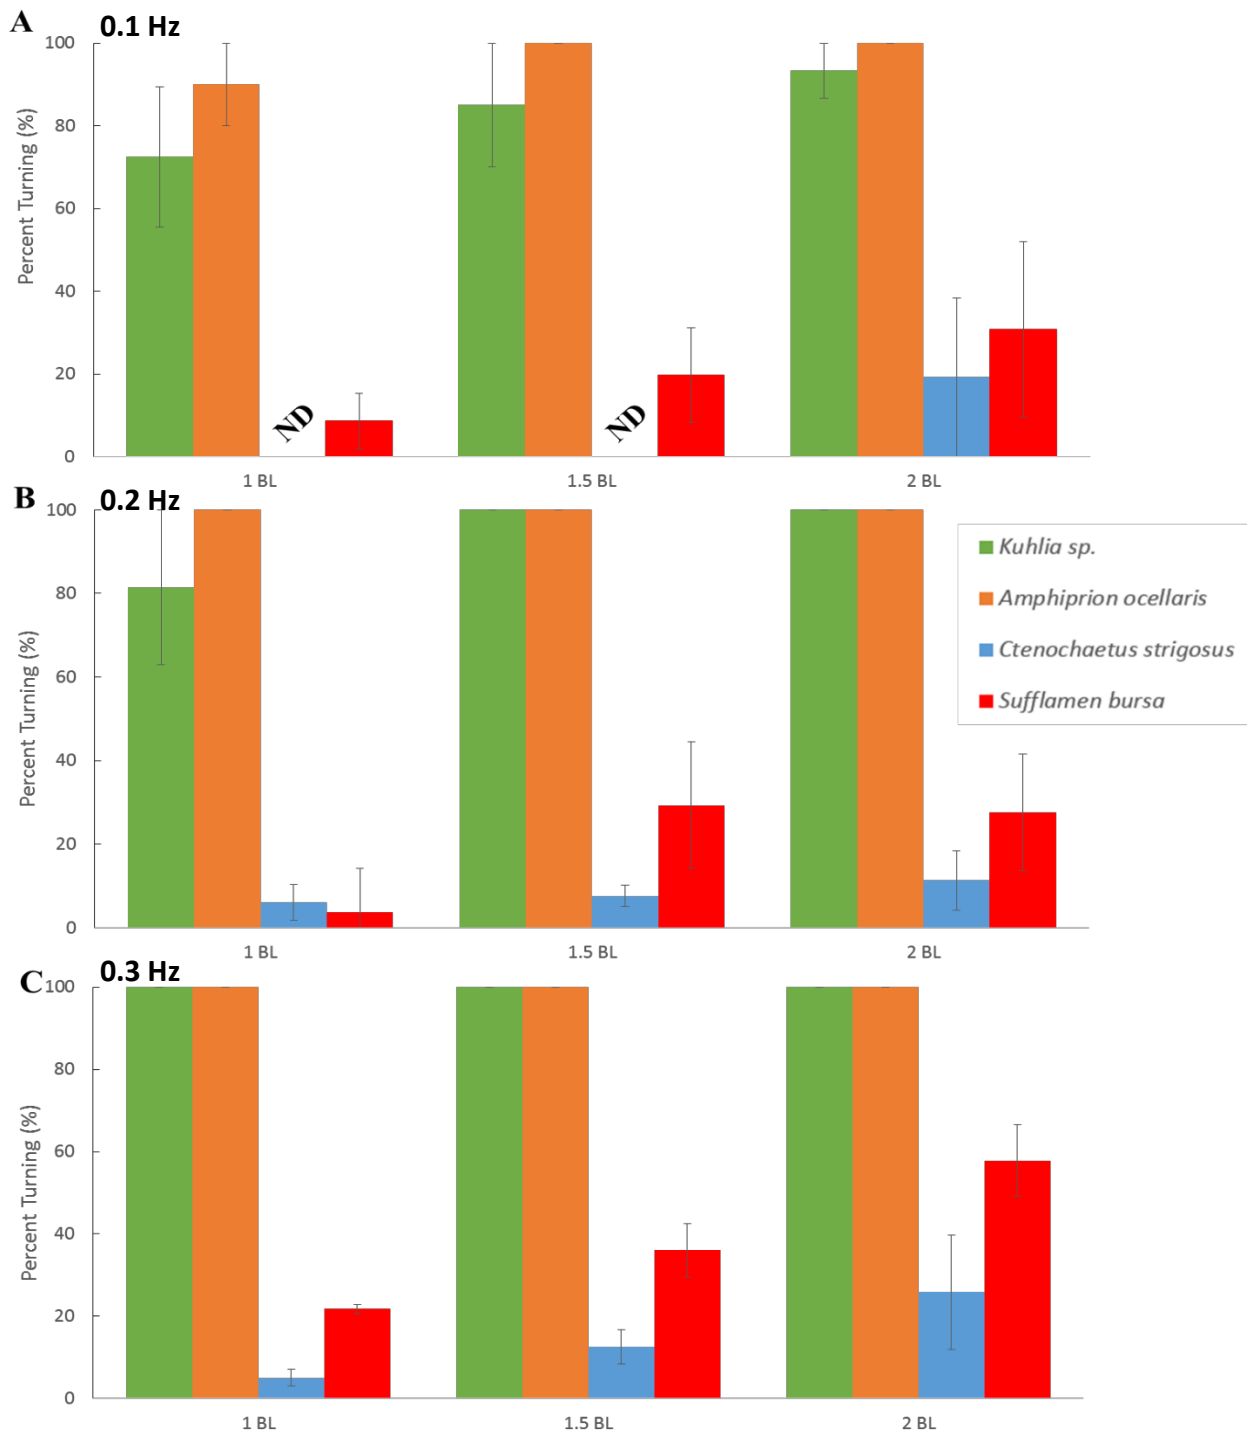 A
0.1 Hz
Percent Turning (%)
100
80
60
40
20
0
ND
ND
1 BL
1.5 BL
2 BL
B
0.2 Hz
Percent Turning (%)
100
80
60
40
20
0
1 BL
1.5 BL
2 BL
Kuhlia sp.
Amphiprion ocellaris
Ctenochaetus strigosus
Sufflamen bursa
C
0.3 Hz
Percent Turning (%)
100
80
60
40
20
0
1 BL
1.5 BL
2 BL